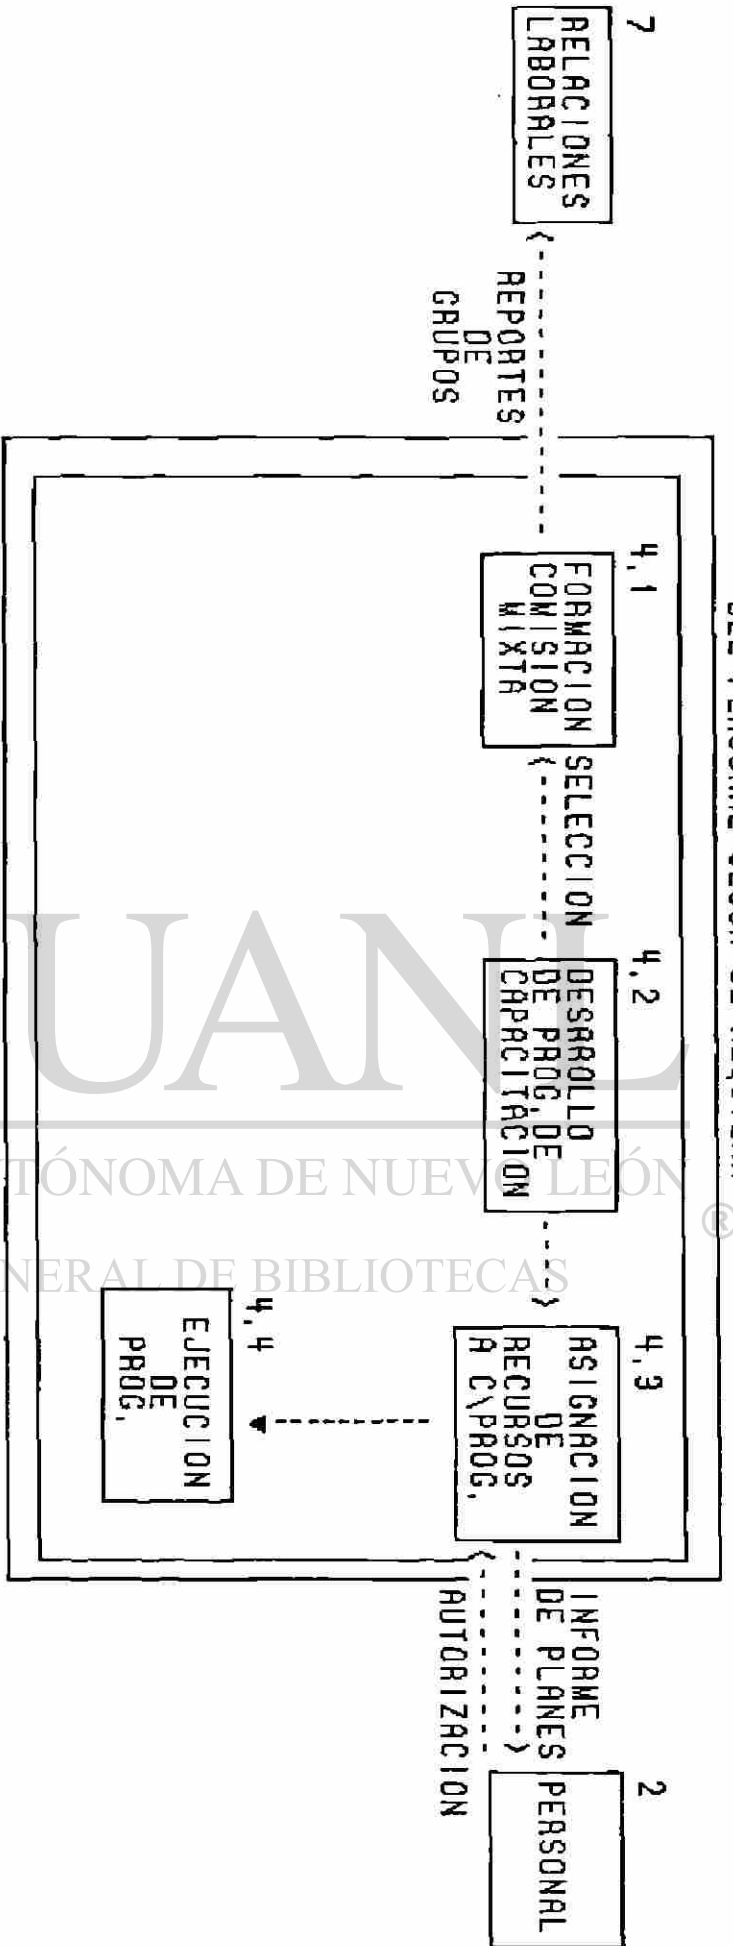 7
RELACIONES
LABORALES
REPORTES
DE
GRUPOS
4.1
FORMACION
COMISION
MIXTA
SELECCION
4.2
DESARROLLO
DE PROG. DE
CAPACITACION
4.3
ASIGNACION
DE
RECURSOS
A C\PROG.
4.4
EJECUCION
DE
PROG.
INFORME
DE PLANES
AUTORIZACION
2
PERSONAL
UANL
TÓNOMA DE NUEVO LEÓN
®
NERAL DE BIBLIOTECAS